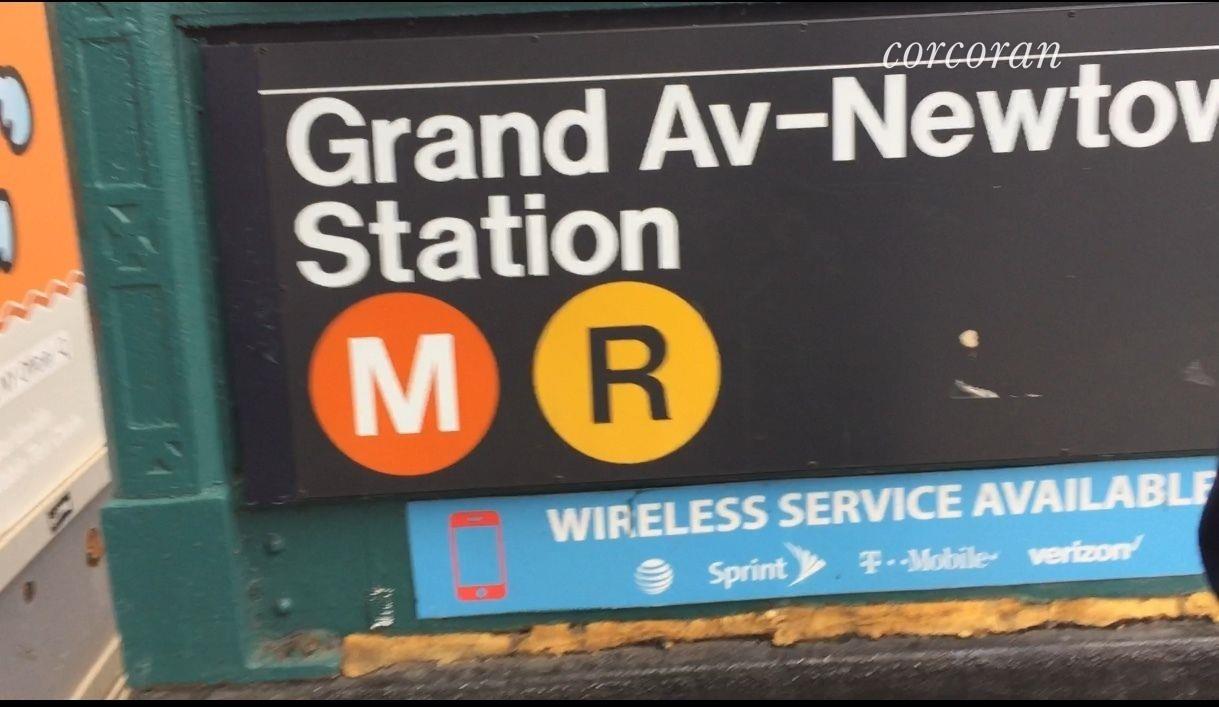 corcoran
Grand Av-Newtow
Station
M R
WIRELESS SERVICE AVAILABLE
Sprint T··Mobile verizon